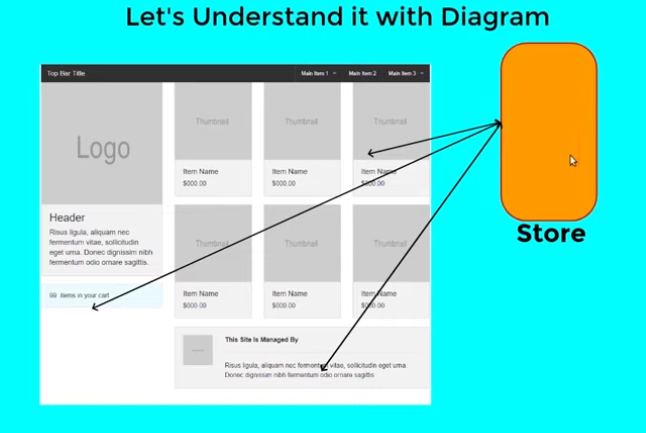 Let's Understand it with Diagram
Top Bar Title
Main Item 1
Main Item 2
Main Item 3
Logo
Thumbnail
Thumbnail
Thumbnail
Item Name
$000.00
Item Name
$000.00
Item Name
$000.00
Header
Risus ligula, aliquam nec
fermentum vitae, sollicitudin
eget urna. Donec dignissim nibh
fermentum odio ornare sagittis.
99 items in your cart
Thumbnail
Thumbnail
Thumbnail
Item Name
$000.00
Item Name
$000.00
Item Name
$000.00
This Site Is Managed By
Risus ligula, aliquam nec fermentum vitae, sollicitudin eget urna.
Donec dignissim nibh fermentum odio ornare sagittis
Store